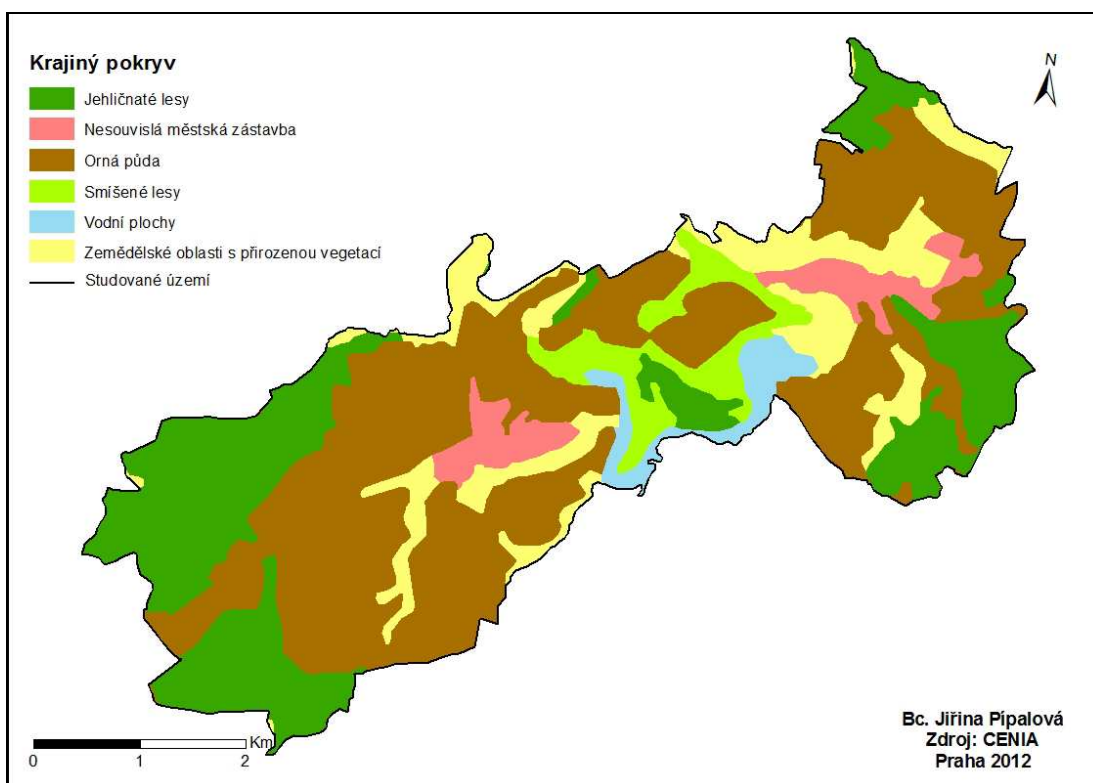 Krajiný pokryv
Jehličnaté lesy
Nesouvislá městská zástavba
Orná půda
Smíšené lesy
Vodní plochy
Zemědělské oblasti s přirozenou vegetací
Studované území
N
Km
0 1 2
Bc. Jiřina Pípalová
Zdroj: CENIA
Praha 2012